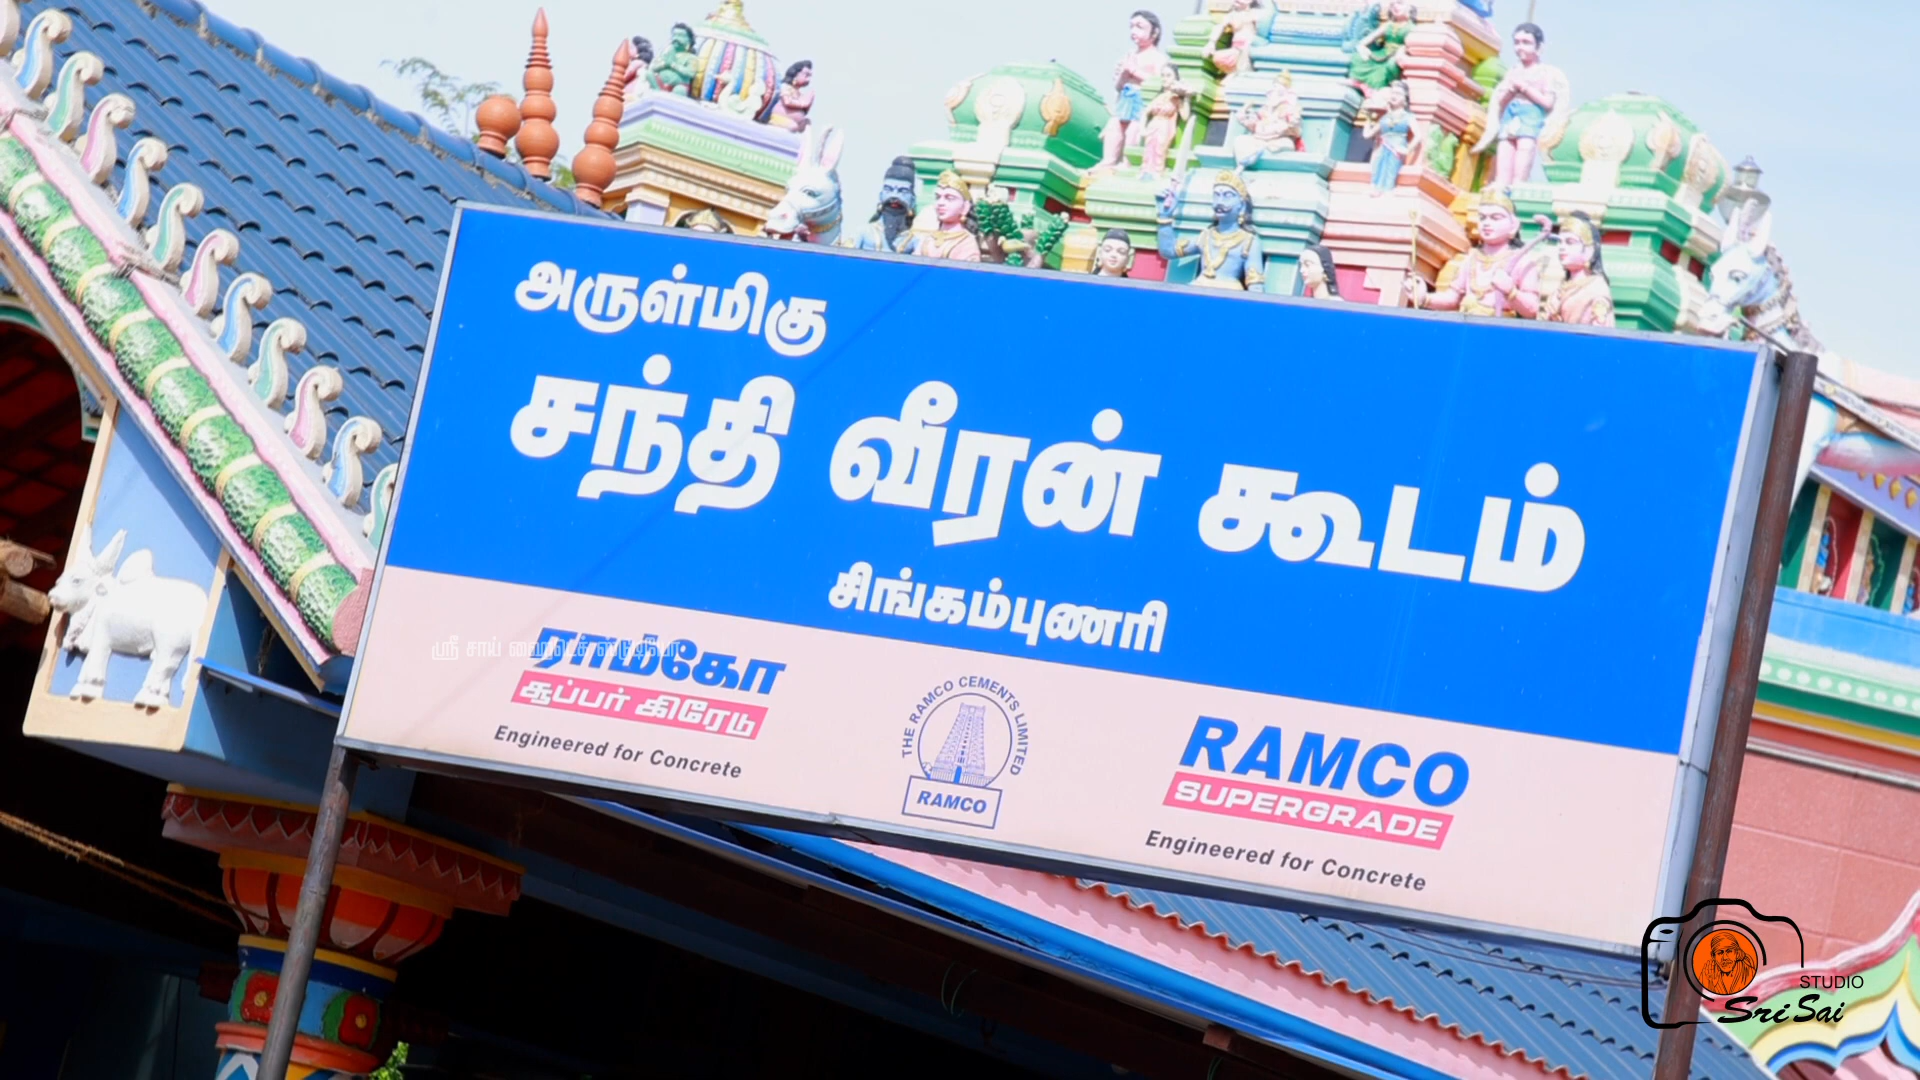 அருள்மிகு
சந்தி வீரன் கூடம்
சிங்கம்புணரி
ராம்கோ
சூப்பர் கிரேடு
Engineered for Concrete
THE RAMCO CEMENTS LIMITED
RAMCO
RAMCO
SUPERGRADE
Engineered for Concrete
ஸ்ரீ சாய் ஹைடெக் ஸ்டுடியோ
STUDIO
Sri Sai